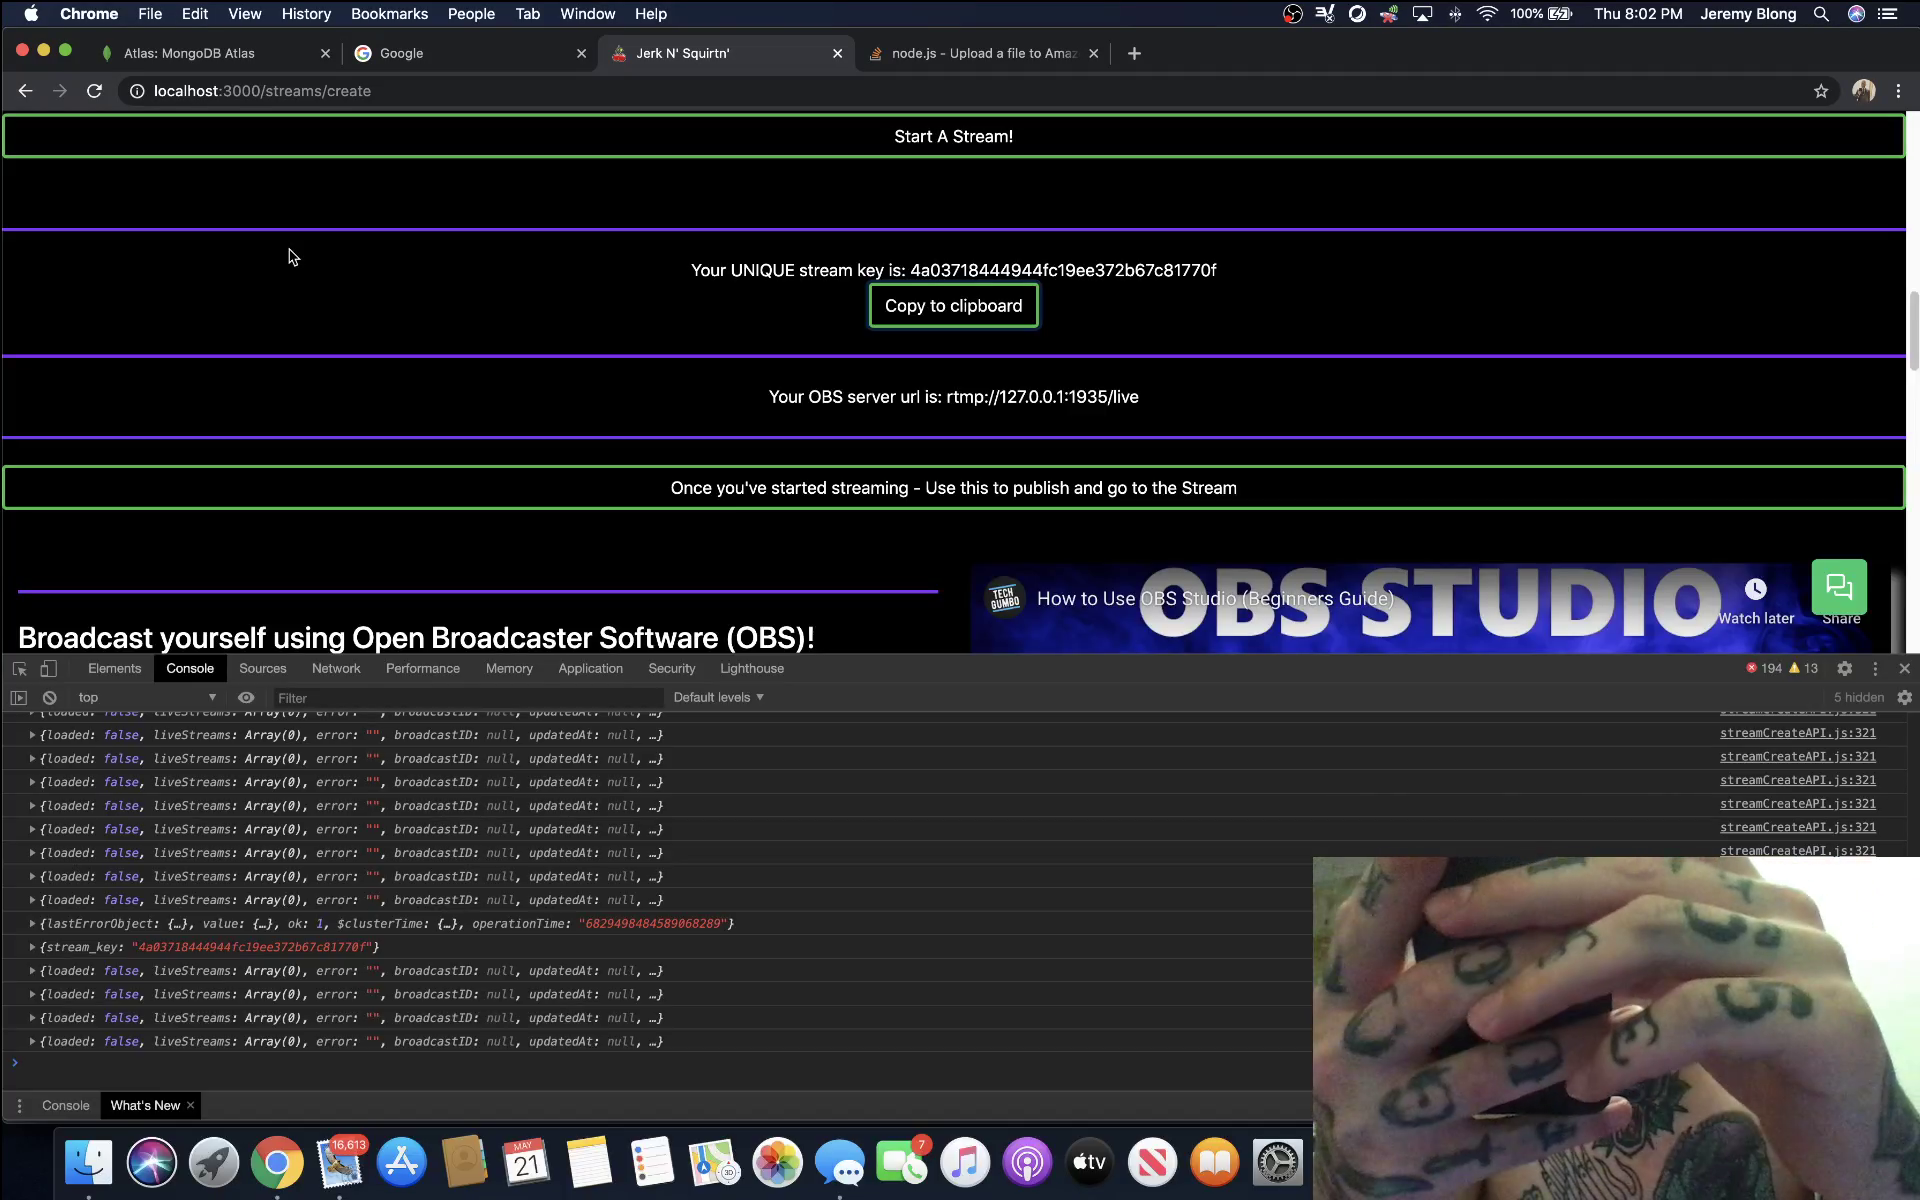 Chrome File Edit View History Bookmarks People Tab Window Help 100% Thu 8:02 PM Jeremy Blong
Atlas: MongoDB Atlas Google Jerk N' Squirtn' node.js - Upload a file to Amaz
localhost:3000/streams/create
Start A Stream!
Your UNIQUE stream key is: 4a03718444944fc19ee372b67c81770f
Copy to clipboard
Your OBS server url is: rtmp://127.0.0.1:1935/live
Once you've started streaming - Use this to publish and go to the Stream
OBS STUDIO
TECH GUMBO
How to Use OBS Studio (Beginners Guide)
Watch later Share
Broadcast yourself using Open Broadcaster Software (OBS)!
Elements Console Sources Network Performance Memory Application Security Lighthouse 194 13
top Filter Default levels 5 hidden
{loaded: false, liveStreams: Array(0), error: "", broadcastID: null, updatedAt: null, …} streamCreateAPI.js:321
{loaded: false, liveStreams: Array(0), error: "", broadcastID: null, updatedAt: null, …} streamCreateAPI.js:321
{loaded: false, liveStreams: Array(0), error: "", broadcastID: null, updatedAt: null, …} streamCreateAPI.js:321
{loaded: false, liveStreams: Array(0), error: "", broadcastID: null, updatedAt: null, …} streamCreateAPI.js:321
{loaded: false, liveStreams: Array(0), error: "", broadcastID: null, updatedAt: null, …} streamCreateAPI.js:321
{loaded: false, liveStreams: Array(0), error: "", broadcastID: null, updatedAt: null, …} streamCreateAPI.js:321
{loaded: false, liveStreams: Array(0), error: "", broadcastID: null, updatedAt: null, …} streamCreateAPI.js:321
{loaded: false, liveStreams: Array(0), error: "", broadcastID: null, updatedAt: null, …}
{loaded: false, liveStreams: Array(0), error: "", broadcastID: null, updatedAt: null, …}
{lastErrorObject: {…}, value: {…}, ok: 1, $clusterTime: {…}, operationTime: "6829498484589068289"}
{stream_key: "4a03718444944fc19ee372b67c81770f"}
{loaded: false, liveStreams: Array(0), error: "", broadcastID: null, updatedAt: null, …}
{loaded: false, liveStreams: Array(0), error: "", broadcastID: null, updatedAt: null, …}
{loaded: false, liveStreams: Array(0), error: "", broadcastID: null, updatedAt: null, …}
{loaded: false, liveStreams: Array(0), error: "", broadcastID: null, updatedAt: null, …}
Console What's New
16,613 MAY 21 3D 7 tv